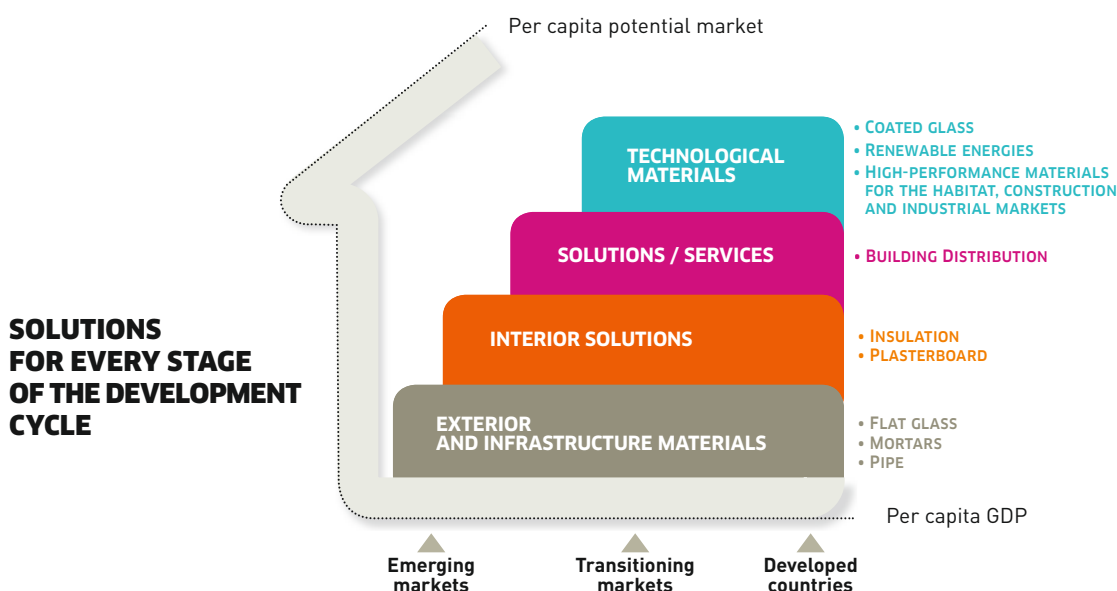 Per capita potential market
TECHNOLOGICAL
MATERIALS
• COATED GLASS
• RENEWABLE ENERGIES
• HIGH-PERFORMANCE MATERIALS
FOR THE HABITAT, CONSTRUCTION
AND INDUSTRIAL MARKETS
SOLUTIONS / SERVICES
• BUILDING DISTRIBUTION
SOLUTIONS
FOR EVERY STAGE
OF THE DEVELOPMENT
CYCLE
INTERIOR SOLUTIONS
• INSULATION
• PLASTERBOARD
EXTERIOR
AND INFRASTRUCTURE MATERIALS
• FLAT GLASS
• MORTARS
• PIPE
Per capita GDP
Emerging
markets
Transitioning
markets
Developed
countries